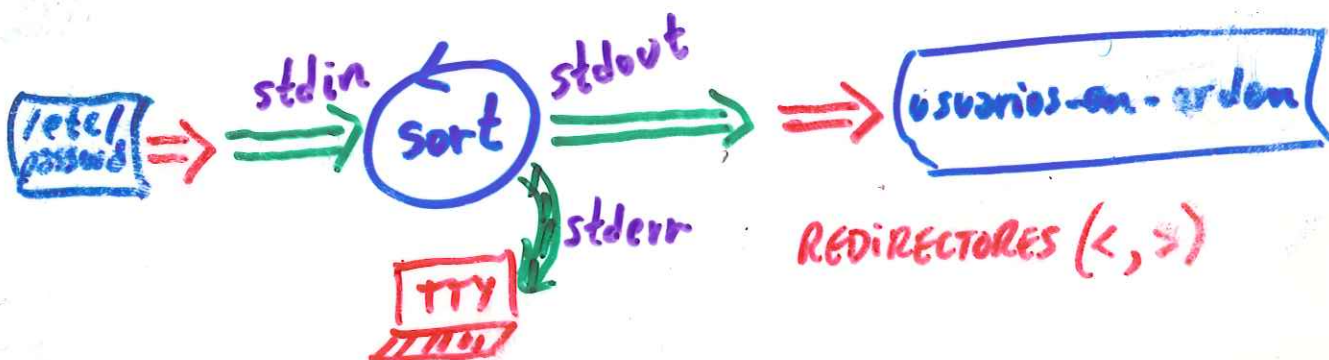 stdin
stdout
/etc/
passwd
sort
usuarios-en-orden
stderr
TTY
REDIRECTORES (<, >)